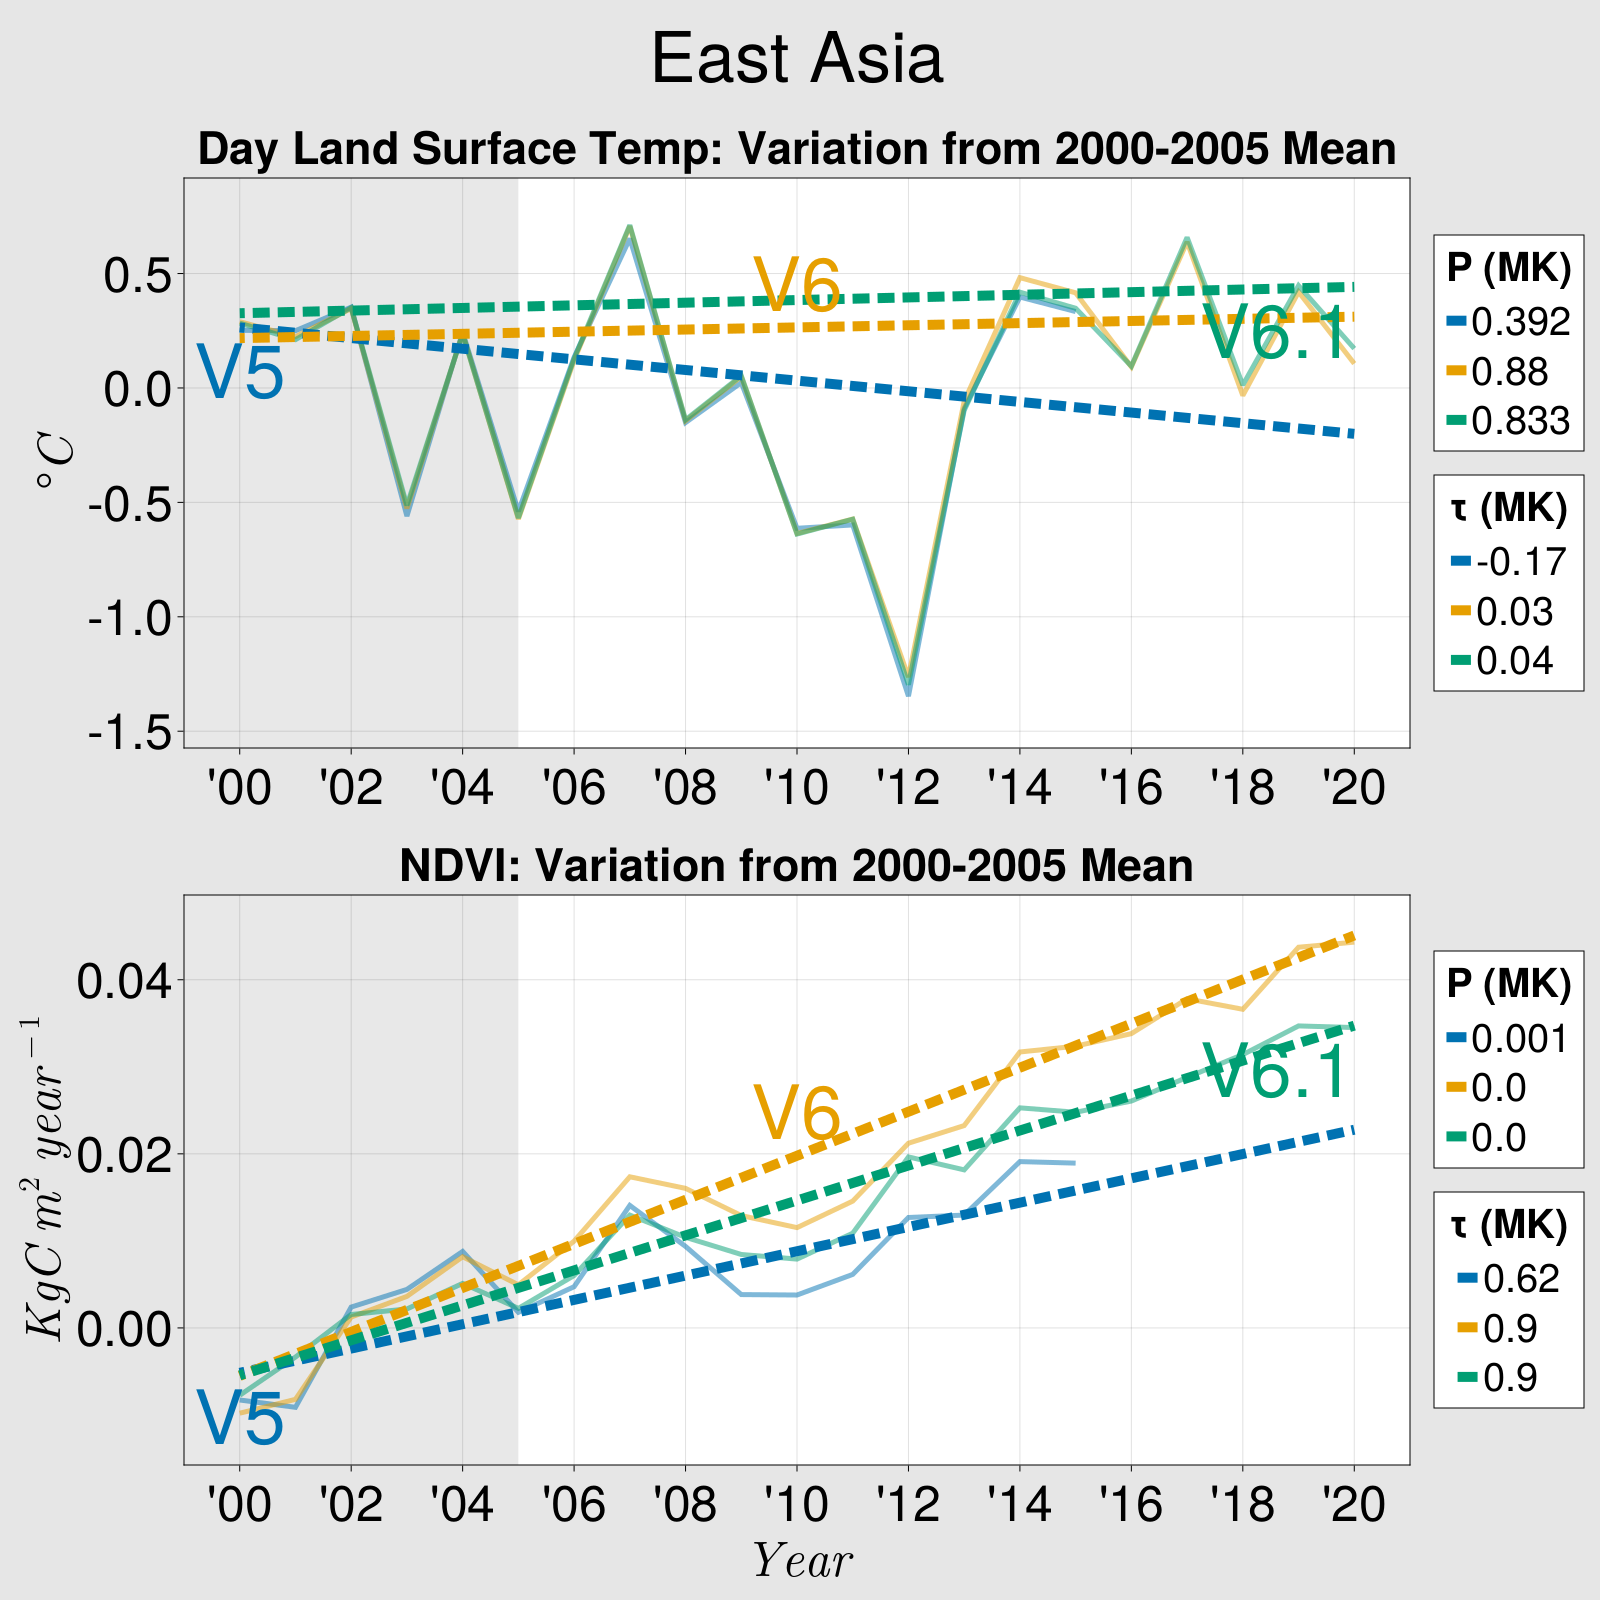 East Asia
Day Land Surface Temp: Variation from 2000-2005 Mean
°C
0.5
0.0
-0.5
-1.0
-1.5
V5
V6
V6.1
'00 '02 '04 '06 '08 '10 '12 '14 '16 '18 '20
P (MK)
0.392
0.88
0.833
τ (MK)
-0.17
0.03
0.04
NDVI: Variation from 2000-2005 Mean
KgC m² year⁻¹
0.04
0.02
0.00
V5
V6
V6.1
'00 '02 '04 '06 '08 '10 '12 '14 '16 '18 '20
Year
P (MK)
0.001
0.0
0.0
τ (MK)
0.62
0.9
0.9